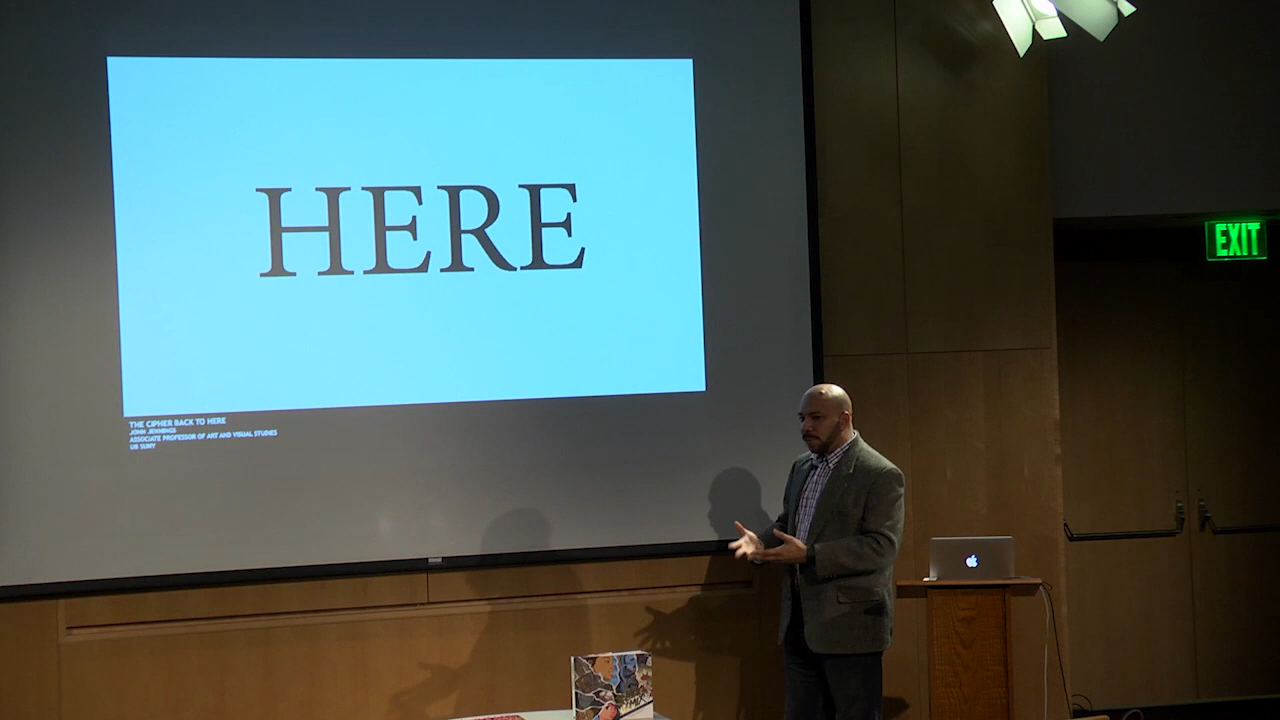 HERE
THE CIPHER BACK TO HERE
JOHN JENNINGS
ASSOCIATE PROFESSOR OF ART AND VISUAL STUDIES
UB SUNY
EXIT